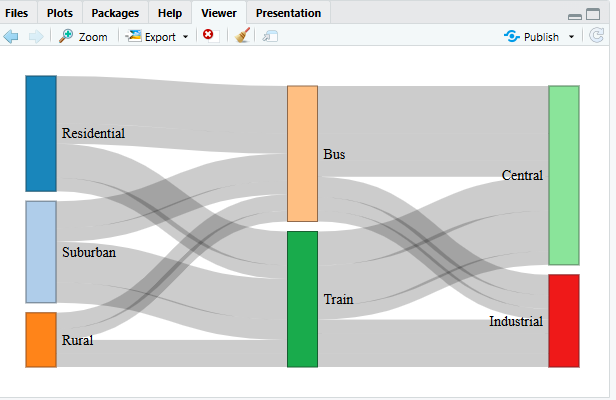 Files Plots Packages Help Viewer Presentation
Zoom Export Publish
Residential
Bus
Central
Suburban
Train
Industrial
Rural